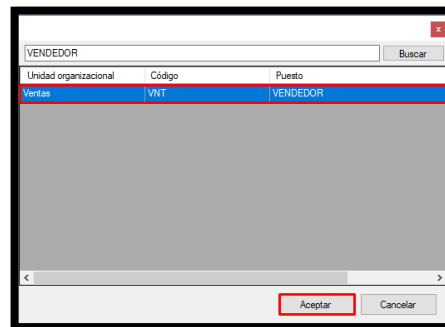 x
VENDEDOR Buscar
Unidad organizacional Código Puesto
Ventas VNT VENDEDOR
Aceptar Cancelar